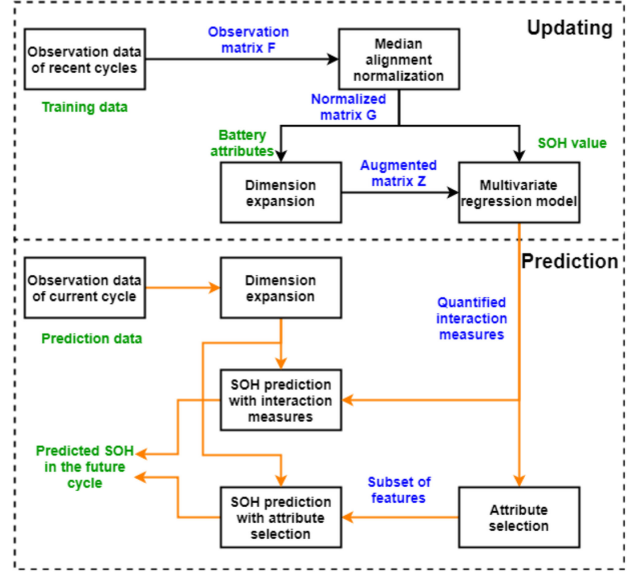 Updating
Observation data
of recent cycles
Observation
matrix F
Median
alignment
normalization
Training data
Normalized
matrix G
Battery
attributes
SOH value
Dimension
expansion
Augmented
matrix Z
Multivariate
regression model
Prediction
Observation data
of current cycle
Dimension
expansion
Quantified
interaction
measures
Prediction data
SOH prediction
with interaction
measures
Predicted SOH
in the future
cycle
SOH prediction
with attribute
selection
Subset of
features
Attribute
selection